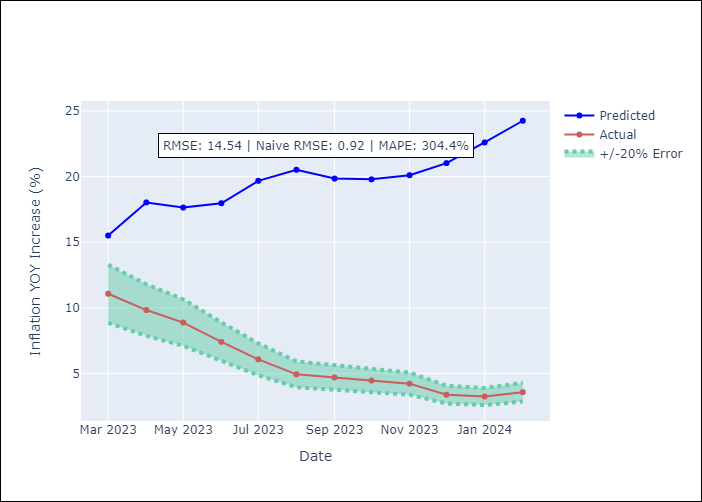 25
20
15
10
5
Inflation YOY Increase (%)
RMSE: 14.54 | Naive RMSE: 0.92 | MAPE: 304.4%
Predicted
Actual
+/-20% Error
Mar 2023
May 2023
Jul 2023
Sep 2023
Nov 2023
Jan 2024
Date